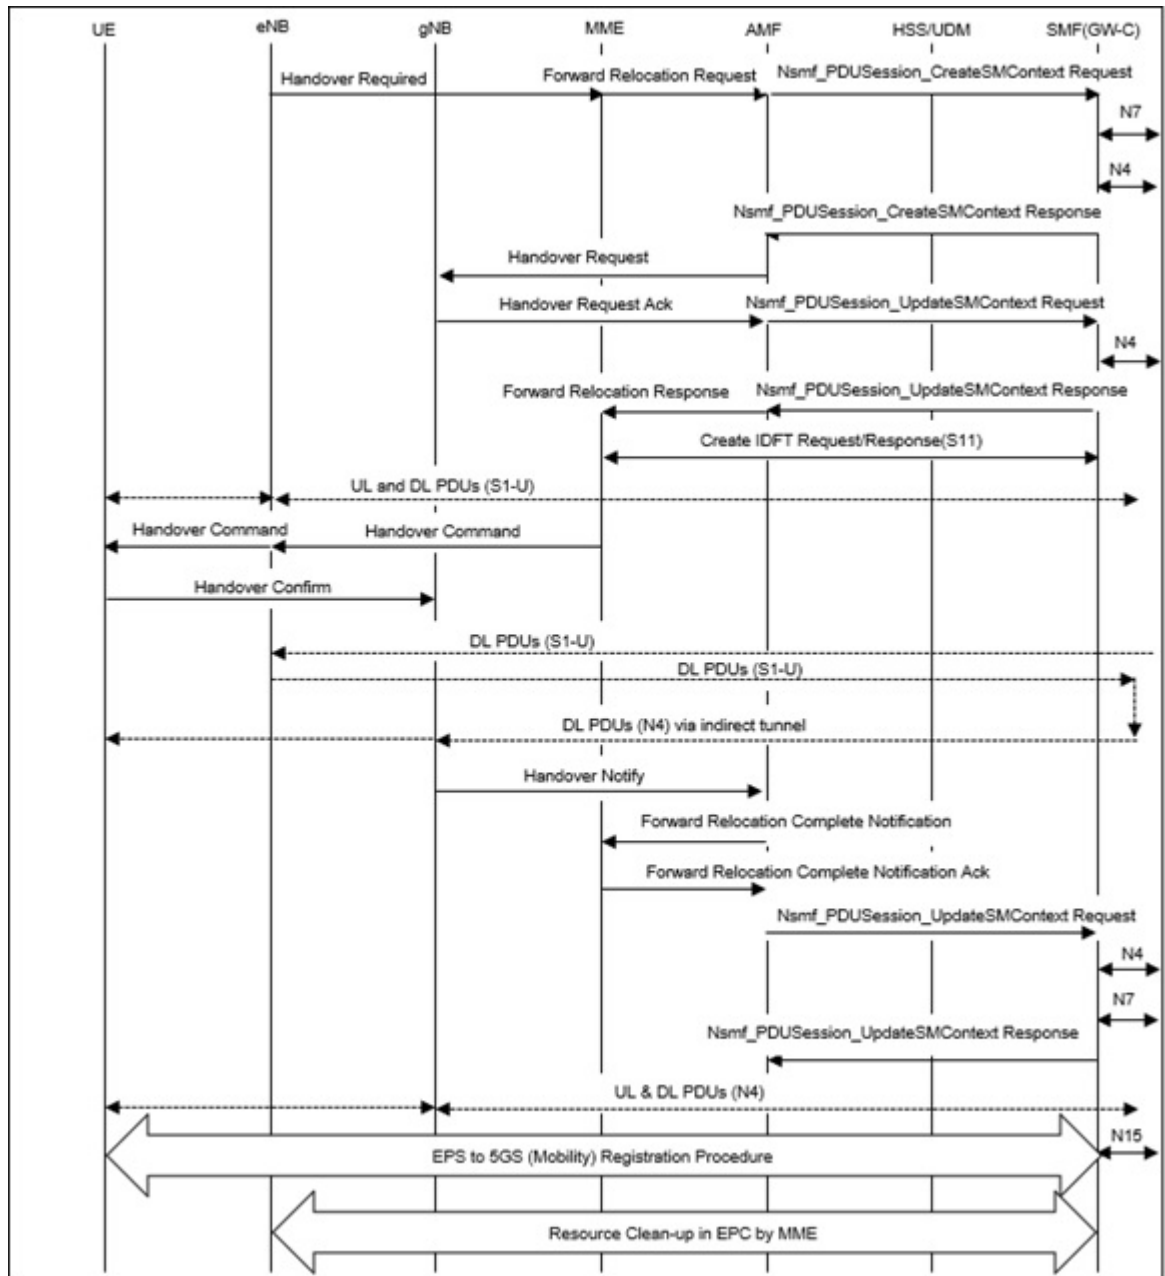 UE eNB gNB MME AMF HSS/UDM SMF(GW-C)
Handover Required Forward Relocation Request Nsmf_PDUSession_CreateSMContext Request
N7
N4
Nsmf_PDUSession_CreateSMContext Response
Handover Request
Handover Request Ack Nsmf_PDUSession_UpdateSMContext Request
N4
Forward Relocation Response Nsmf_PDUSession_UpdateSMContext Response
Create IDFT Request/Response(S11)
UL and DL PDUs (S1-U)
Handover Command Handover Command
Handover Confirm
DL PDUs (S1-U)
DL PDUs (S1-U)
DL PDUs (N4) via indirect tunnel
Handover Notify
Forward Relocation Complete Notification
Forward Relocation Complete Notification Ack
Nsmf_PDUSession_UpdateSMContext Request
N4
N7
Nsmf_PDUSession_UpdateSMContext Response
UL & DL PDUs (N4)
N15
EPS to 5GS (Mobility) Registration Procedure
Resource Clean-up in EPC by MME